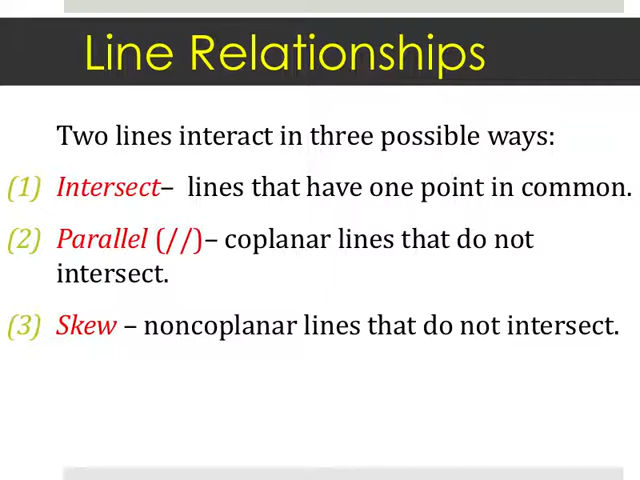 Line Relationships
Two lines interact in three possible ways:
(1) Intersect– lines that have one point in common.
(2) Parallel (//)– coplanar lines that do not
intersect.
(3) Skew – noncoplanar lines that do not intersect.